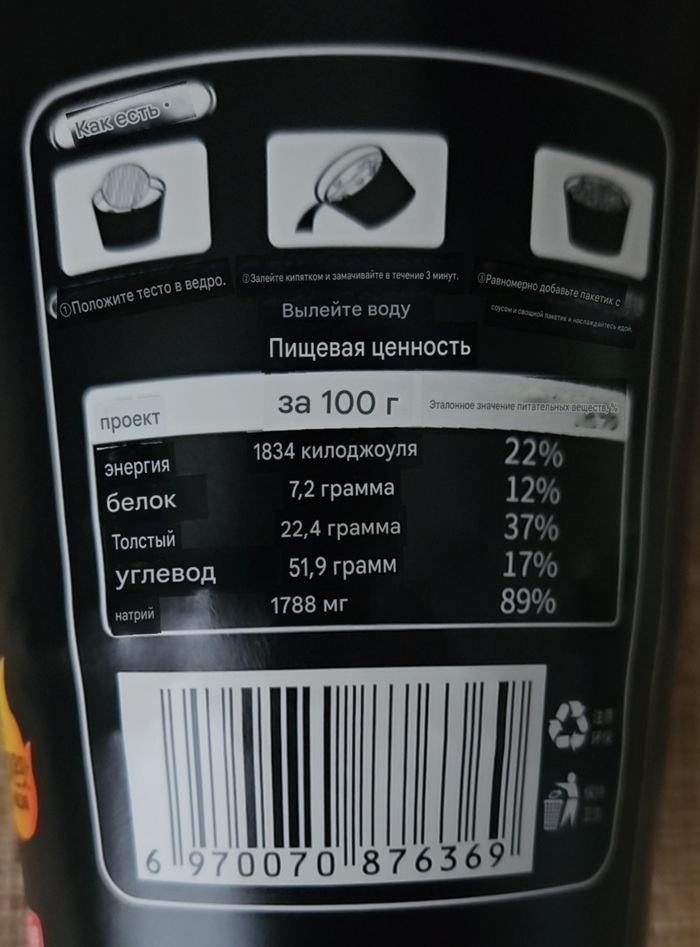 Как есть
①Положите тесто в ведро.
②Залейте кипятком и замачивайте в течение 3 минут.
Вылейте воду
③Равномерно добавьте пакетик с
соусом и овощной пакетик и наслаждайтесь едой.
Пищевая ценность
проект за 100 г Эталонное значение питательных веществ, %
энергия 1834 килоджоуля 22%
белок 7,2 грамма 12%
Толстый 22,4 грамма 37%
углевод 51,9 грамм 17%
натрий 1788 мг 89%
6 970070 876369